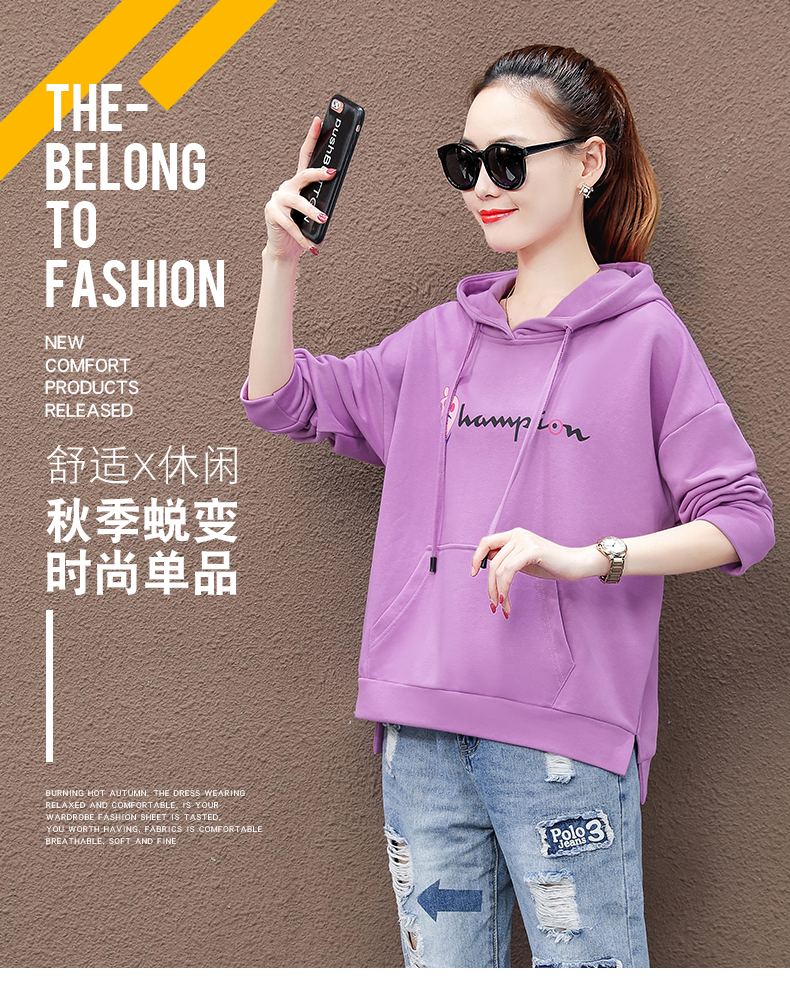 THE-
BELONG
TO
FASHION
NEW
COMFORT
PRODUCTS
RELEASED
舒适X休闲
秋季蜕变
时尚单品
BURNING HOT AUTUMN, THE DRESS WEARING
RELAXED AND COMFORTABLE, IS YOUR
WARDROBE FASHION SHEET IS TASTED,
YOU WORTH HAVING, FABRICS IS COMFORTABLE
BREATHABLE, SOFT AND FINE
pushBUTTON
Champion
Polo 3
Jeans